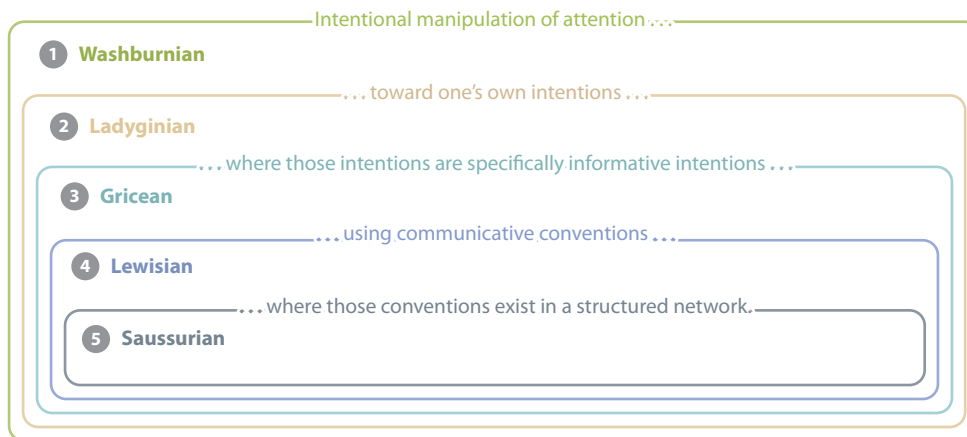 Intentional manipulation of attention ...
1 Washburnian
... toward one's own intentions ...
2 Ladyginian
... where those intentions are specifically informative intentions ...
3 Gricean
... using communicative conventions ...
4 Lewisian
... where those conventions exist in a structured network.
5 Saussurian